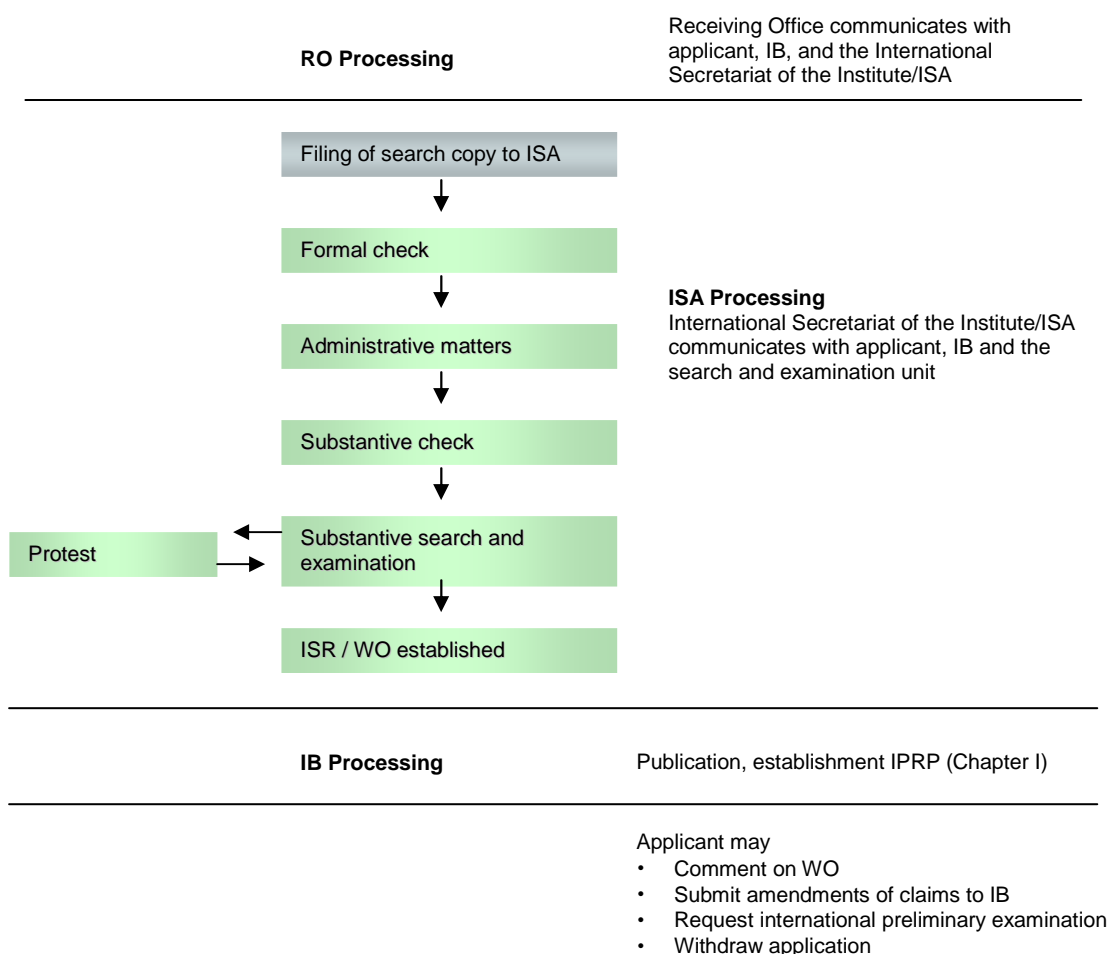 RO Processing
Receiving Office communicates with
applicant, IB, and the International
Secretariat of the Institute/ISA
Filing of search copy to ISA
Formal check
ISA Processing
International Secretariat of the Institute/ISA
communicates with applicant, IB and the
search and examination unit
Administrative matters
Substantive check
Protest
Substantive search and
examination
ISR / WO established
IB Processing
Publication, establishment IPRP (Chapter I)
Applicant may
• Comment on WO
• Submit amendments of claims to IB
• Request international preliminary examination
• Withdraw application